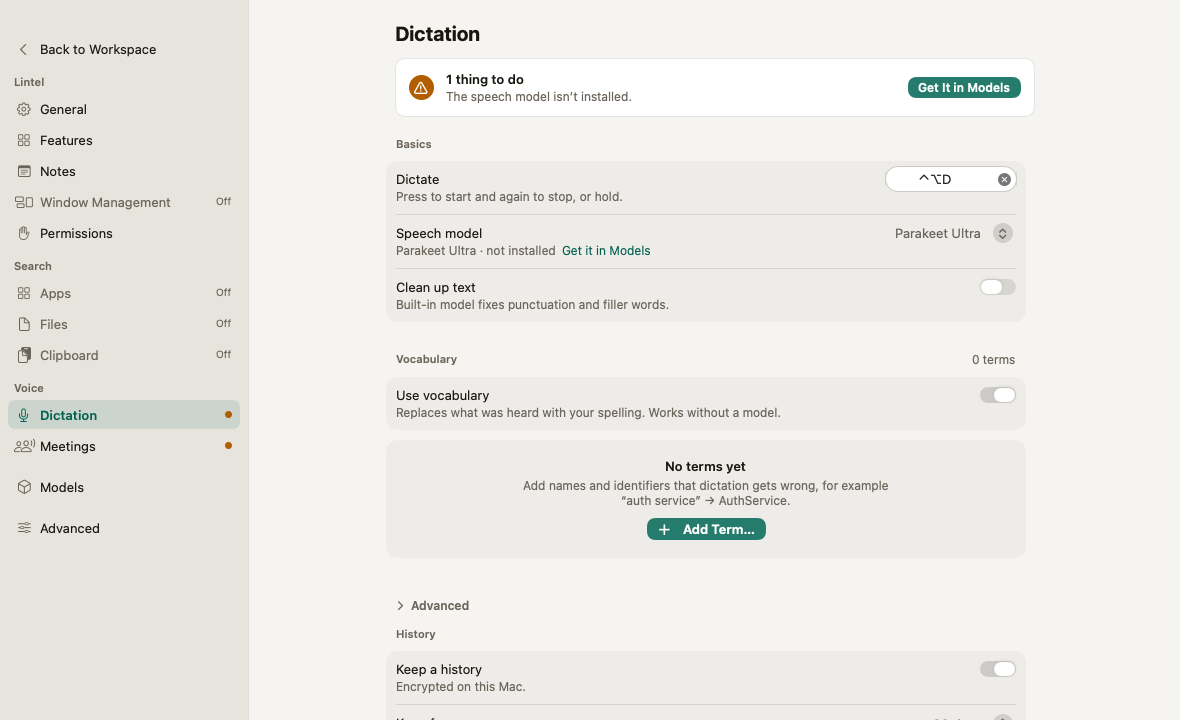 Back to Workspace
Lintel
General
Features
Notes
Window Management Off
Permissions
Search
Apps Off
Files Off
Clipboard Off
Voice
Dictation
Meetings
Models
Advanced
Dictation
1 thing to do
The speech model isn’t installed.
Get It in Models
Basics
Dictate
Press to start and again to stop, or hold.
⌃⌥D
Speech model
Parakeet Ultra · not installed Get it in Models
Parakeet Ultra
Clean up text
Built-in model fixes punctuation and filler words.
Vocabulary 0 terms
Use vocabulary
Replaces what was heard with your spelling. Works without a model.
No terms yet
Add names and identifiers that dictation gets wrong, for example
“auth service” → AuthService.
+ Add Term...
Advanced
History
Keep a history
Encrypted on this Mac.